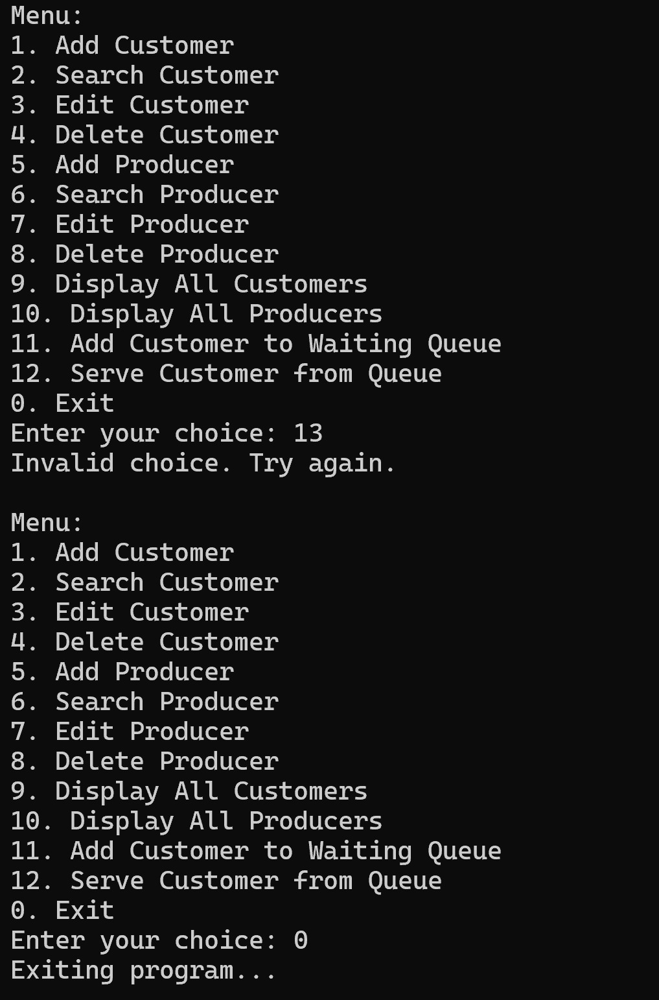 Menu:
1. Add Customer
2. Search Customer
3. Edit Customer
4. Delete Customer
5. Add Producer
6. Search Producer
7. Edit Producer
8. Delete Producer
9. Display All Customers
10. Display All Producers
11. Add Customer to Waiting Queue
12. Serve Customer from Queue
0. Exit
Enter your choice: 13
Invalid choice. Try again.

Menu:
1. Add Customer
2. Search Customer
3. Edit Customer
4. Delete Customer
5. Add Producer
6. Search Producer
7. Edit Producer
8. Delete Producer
9. Display All Customers
10. Display All Producers
11. Add Customer to Waiting Queue
12. Serve Customer from Queue
0. Exit
Enter your choice: 0
Exiting program...